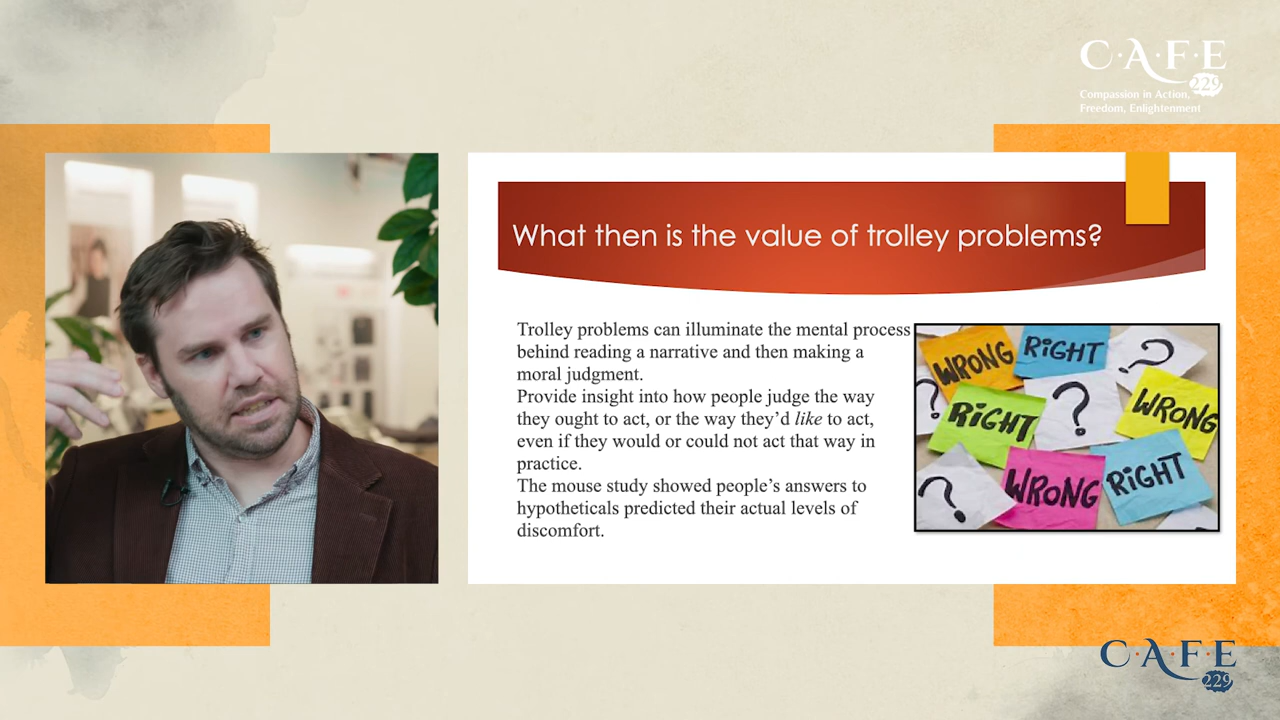 C·A·F·E
229
Compassion in Action,
Freedom, Enlightenment
What then is the value of trolley problems?
Trolley problems can illuminate the mental process
behind reading a narrative and then making a
moral judgment.
Provide insight into how people judge the way
they ought to act, or the way they’d like to act,
even if they would or could not act that way in
practice.
The mouse study showed people’s answers to
hypotheticals predicted their actual levels of
discomfort.
WRONG
RIGHT
?
?
RIGHT
?
WRONG
?
WRONG
RIGHT
C·A·F·E
229